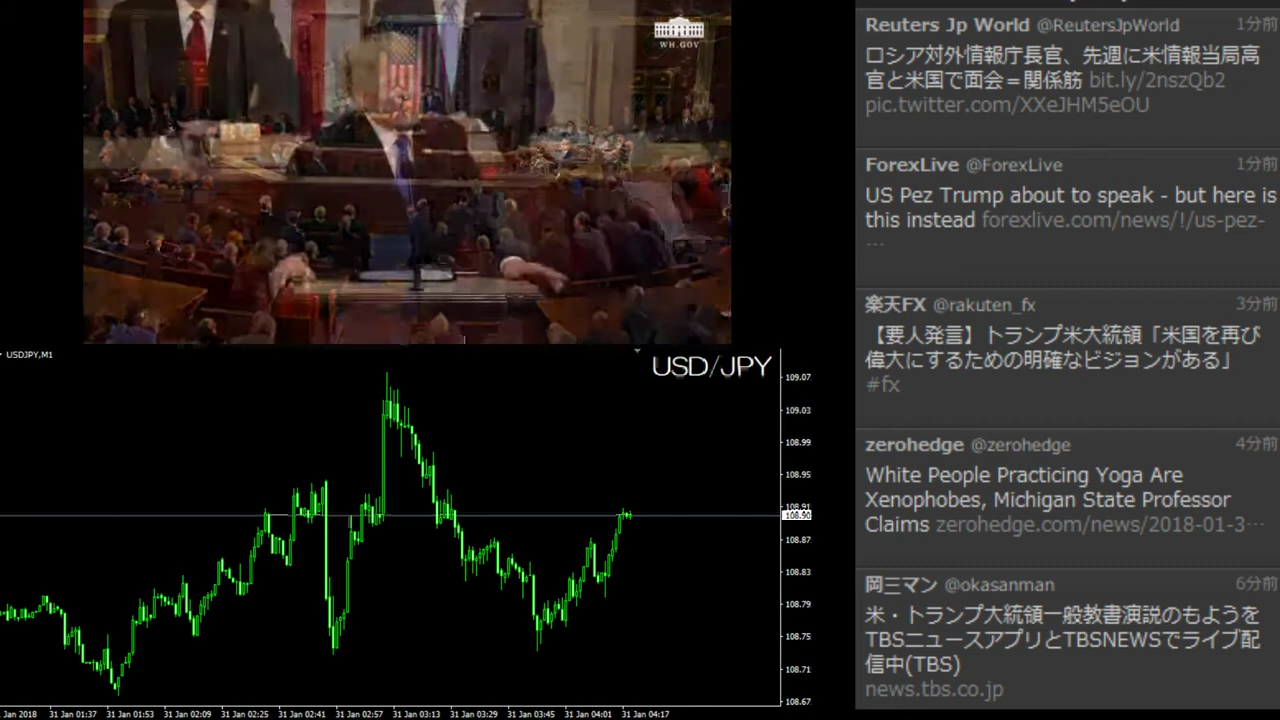 WH.GOV
USDJPY,M1
USD/JPY
109.07
109.03
108.99
108.95
108.91
108.90
108.87
108.83
108.79
108.75
108.71
108.67
Jan 2018
31 Jan 01:37
31 Jan 01:53
31 Jan 02:09
31 Jan 02:25
31 Jan 02:41
31 Jan 02:57
31 Jan 03:13
31 Jan 03:29
31 Jan 03:45
31 Jan 04:01
31 Jan 04:17
Reuters Jp World @ReutersJpWorld 1分前
ロシア対外情報庁長官、先週に米情報当局高
官と米国で面会＝関係筋 bit.ly/2nszQb2
pic.twitter.com/XXeJHM5eOU
ForexLive @ForexLive 1分前
US Pez Trump about to speak - but here is
this instead forexlive.com/news/!/us-pez-
…
楽天FX @rakuten_fx 3分前
【要人発言】トランプ米大統領「米国を再び
偉大にするための明確なビジョンがある」
#fx
zerohedge @zerohedge 4分前
White People Practicing Yoga Are
Xenophobes, Michigan State Professor
Claims zerohedge.com/news/2018-01-3…
岡三マン @okasanman 6分前
米・トランプ大統領一般教書演説のもようを
TBSニュースアプリとTBSNEWSでライブ配
信中(TBS)
news.tbs.co.jp